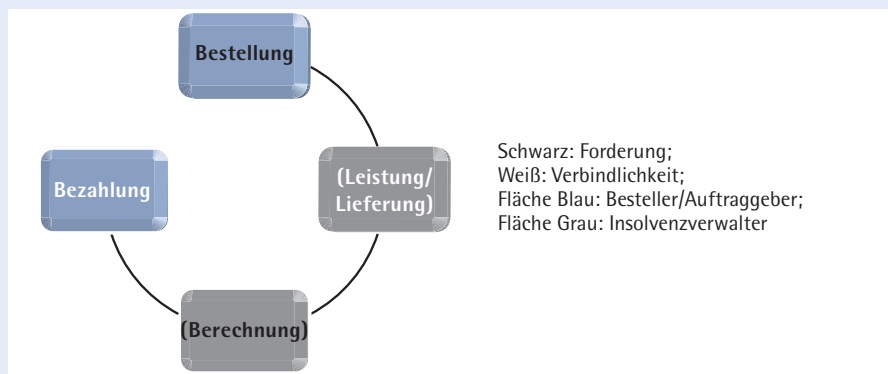 Bestellung
(Leistung/
Lieferung)
Bezahlung
(Berechnung)
Schwarz: Forderung;
Weiß: Verbindlichkeit;
Fläche Blau: Besteller/Auftraggeber;
Fläche Grau: Insolvenzverwalter